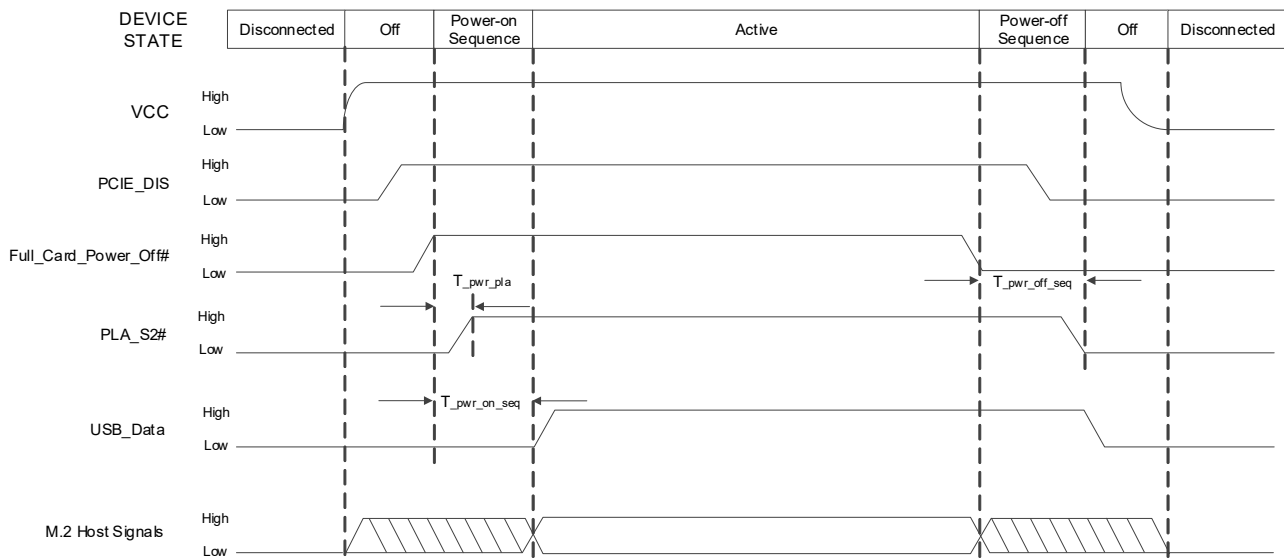 DEVICE STATE
Disconnected Off Power-on Sequence Active Power-off Sequence Off Disconnected
VCC
High
Low
PCIE_DIS
High
Low
Full_Card_Power_Off#
High
Low
T_pwr_pla
T_pwr_off_seq
PLA_S2#
High
Low
T_pwr_on_seq
USB_Data
High
Low
M.2 Host Signals
High
Low